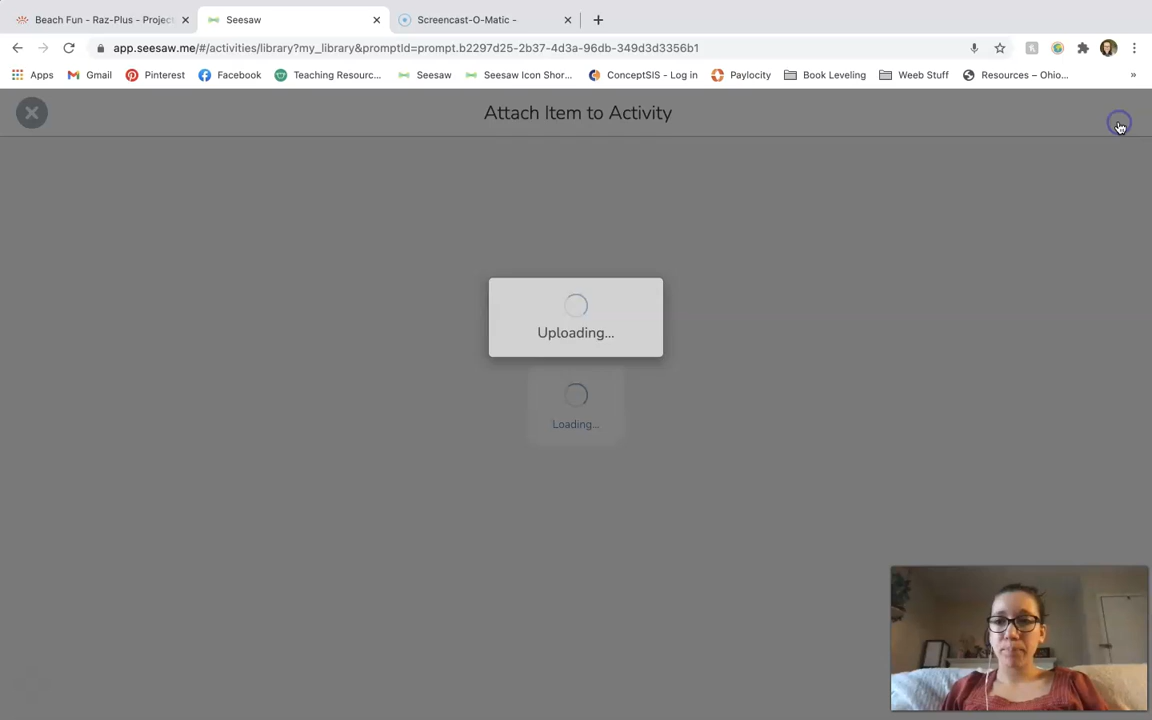 Beach Fun - Raz-Plus - Project
Seesaw
Screencast-O-Matic -
app.seesaw.me/#/activities/library?my_library&promptId=prompt.b2297d25-2b37-4d3a-96db-349d3d3356b1
Apps
Gmail
Pinterest
Facebook
Teaching Resourc...
Seesaw
Seesaw Icon Shor...
ConceptSIS - Log in
Paylocity
Book Leveling
Weeb Stuff
Resources – Ohio...
»
Attach Item to Activity
Uploading...
Loading...